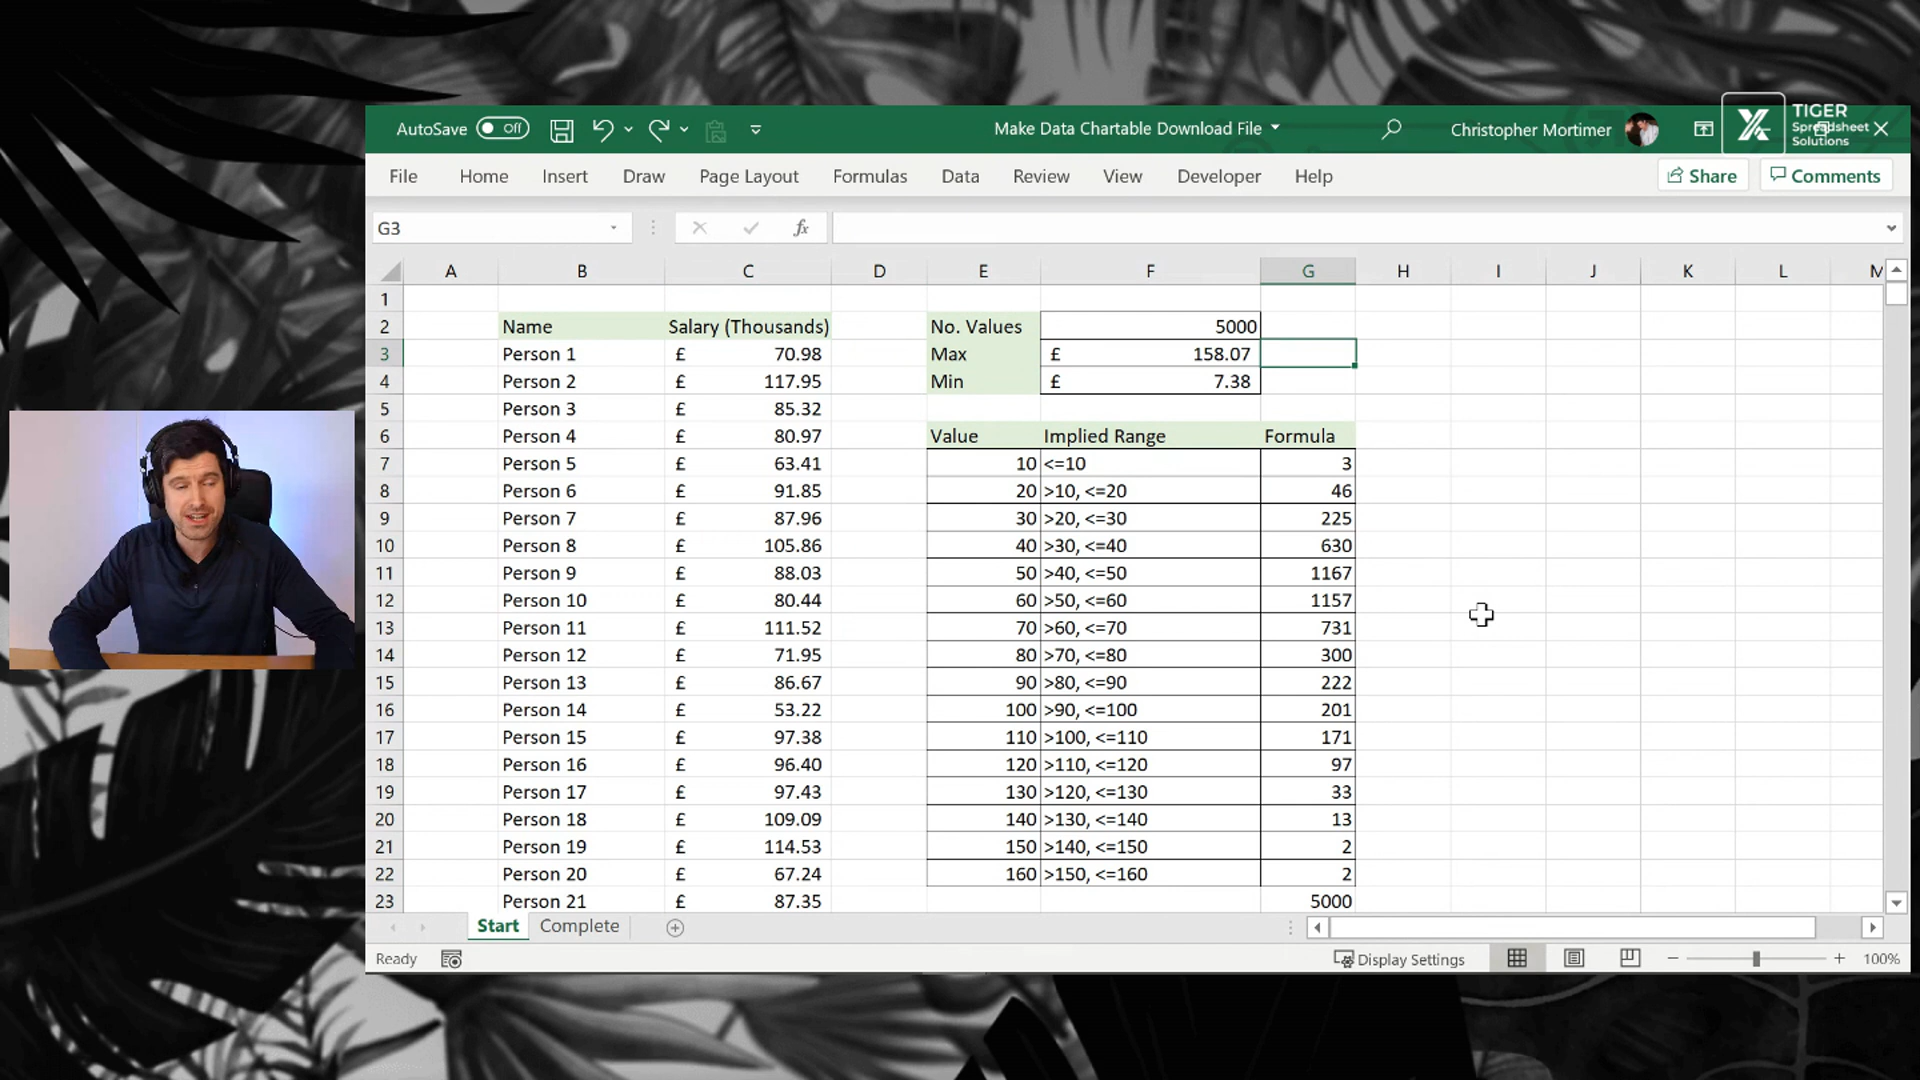 AutoSave Off Make Data Chartable Download File Christopher Mortimer
TIGER
Spreadsheet
Solutions
File Home Insert Draw Page Layout Formulas Data Review View Developer Help Share Comments
G3 fx
A B C D E F G H I J K L M
1
2 Name Salary (Thousands) No. Values 5000
3 Person 1 £ 70.98 Max £ 158.07
4 Person 2 £ 117.95 Min £ 7.38
5 Person 3 £ 85.32
6 Person 4 £ 80.97 Value Implied Range Formula
7 Person 5 £ 63.41 10 <=10 3
8 Person 6 £ 91.85 20 >10, <=20 46
9 Person 7 £ 87.96 30 >20, <=30 225
10 Person 8 £ 105.86 40 >30, <=40 630
11 Person 9 £ 88.03 50 >40, <=50 1167
12 Person 10 £ 80.44 60 >50, <=60 1157
13 Person 11 £ 111.52 70 >60, <=70 731
14 Person 12 £ 71.95 80 >70, <=80 300
15 Person 13 £ 86.67 90 >80, <=90 222
16 Person 14 £ 53.22 100 >90, <=100 201
17 Person 15 £ 97.38 110 >100, <=110 171
18 Person 16 £ 96.40 120 >110, <=120 97
19 Person 17 £ 97.43 130 >120, <=130 33
20 Person 18 £ 109.09 140 >130, <=140 13
21 Person 19 £ 114.53 150 >140, <=150 2
22 Person 20 £ 67.24 160 >150, <=160 2
23 Person 21 £ 87.35 5000
Start Complete
Ready Display Settings 100%